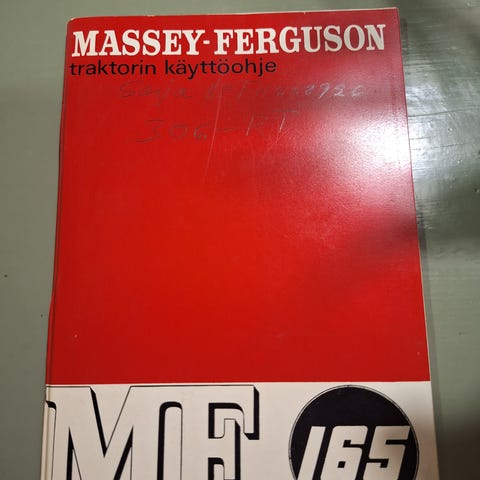 MASSEY-FERGUSON
traktorin käyttöohje
MF 165